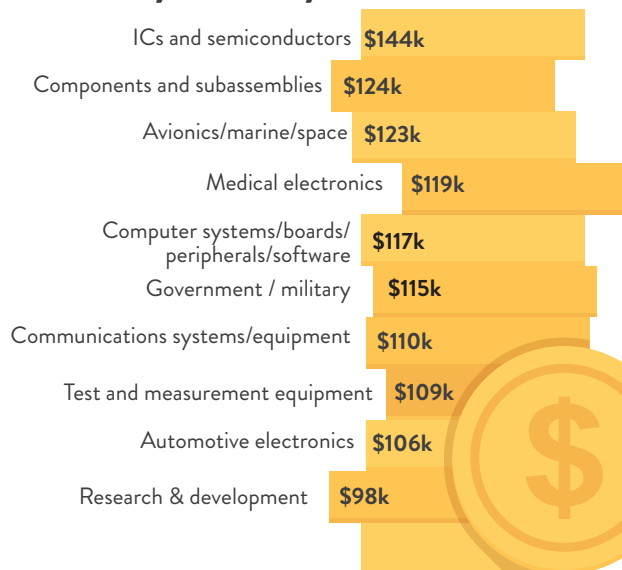 ICs and semiconductors $144k
Components and subassemblies $124k
Avionics/marine/space $123k
Medical electronics $119k
Computer systems/boards/
peripherals/software $117k
Government / military $115k
Communications systems/equipment $110k
Test and measurement equipment $109k
Automotive electronics $106k
Research & development $98k
$